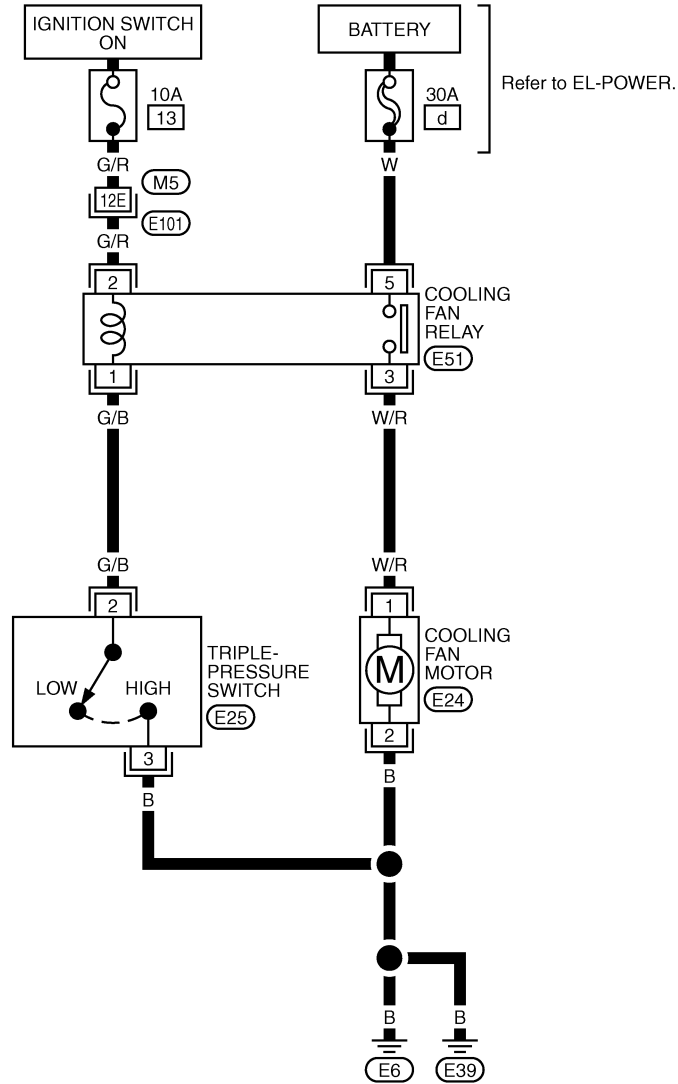 IGNITION SWITCH
ON
BATTERY
Refer to EL-POWER.
10A
13
30A
d
G/R
W
M5
12E
E101
G/R
2
5
COOLING
FAN
RELAY
E51
1
3
G/B
W/R
G/B
W/R
2
1
TRIPLE-
PRESSURE
SWITCH
E25
LOW
HIGH
COOLING
FAN
MOTOR
E24
M
3
2
B
B
B
B
E6
E39